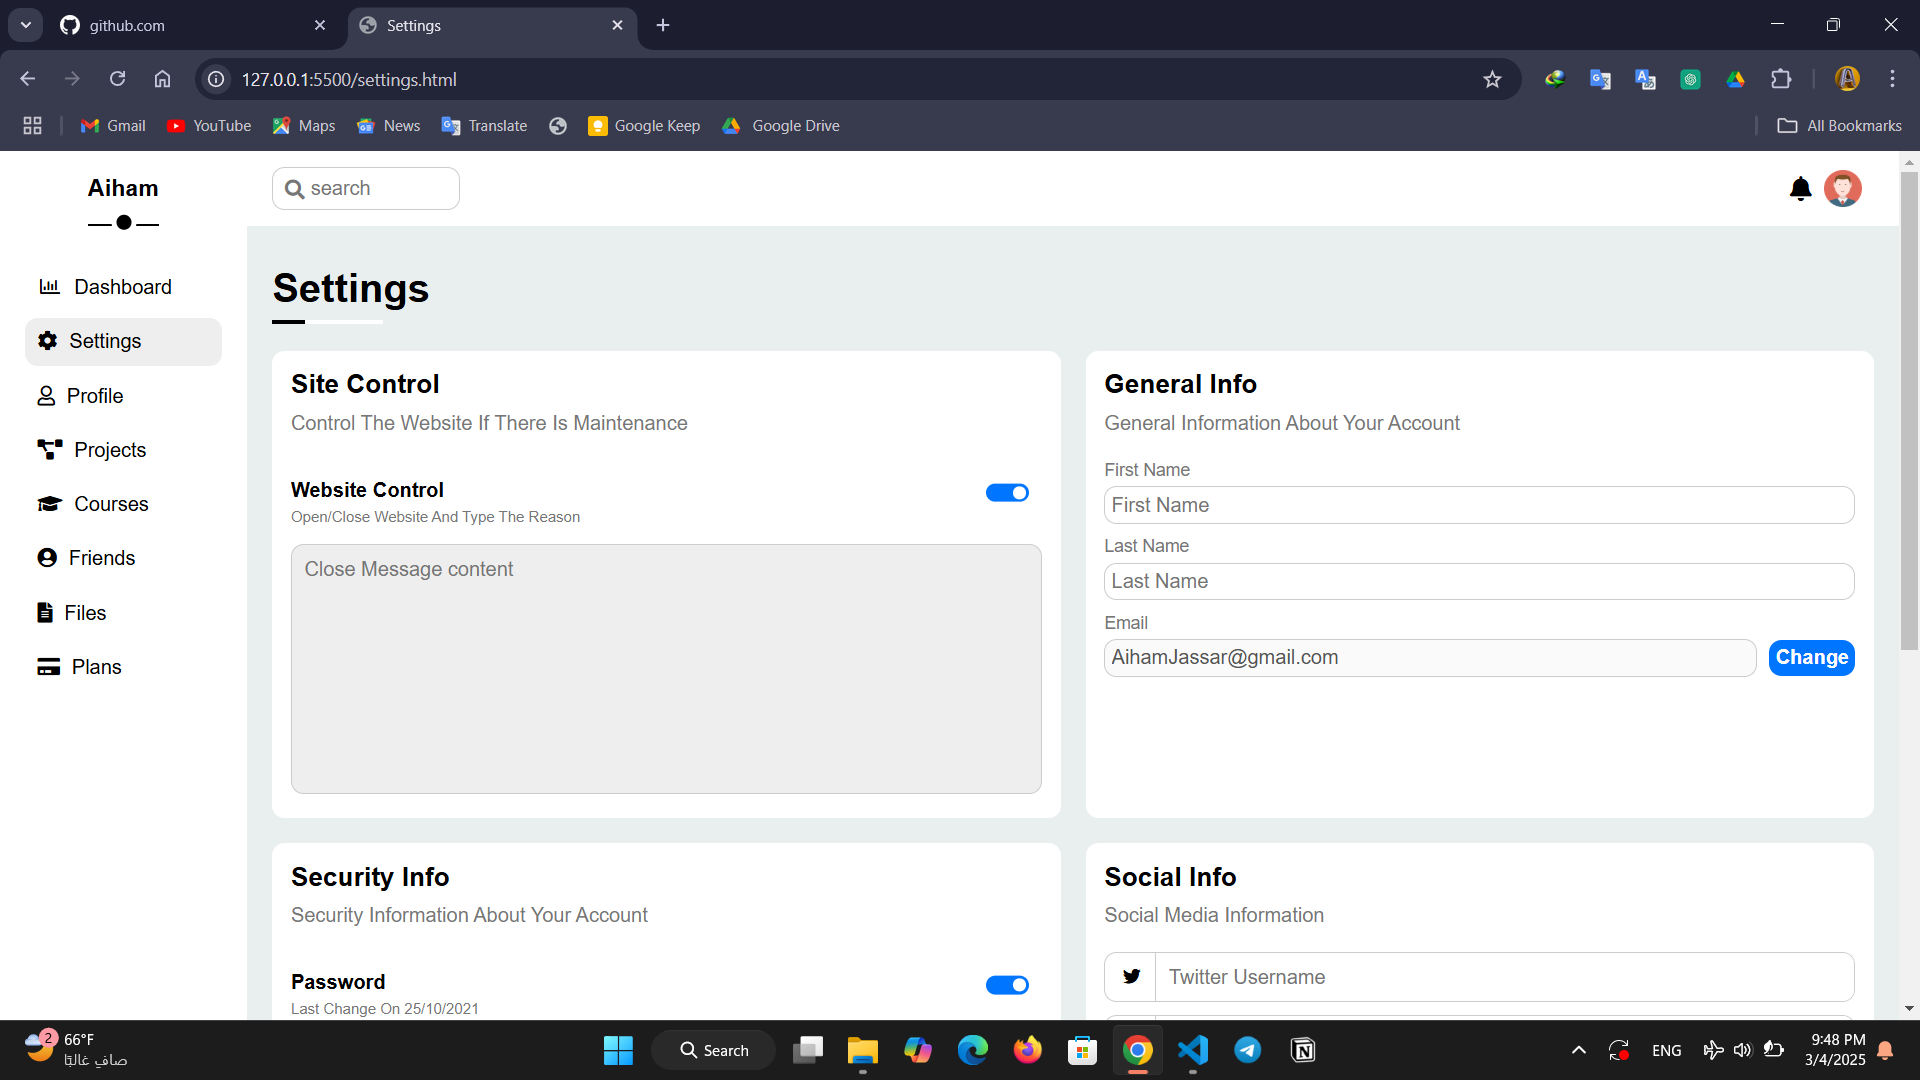 github.com
Settings
127.0.0.1:5500/settings.html
Gmail
YouTube
Maps
News
Translate
Google Keep
Google Drive
All Bookmarks
Aiham
search
Dashboard
Settings
Profile
Projects
Courses
Friends
Files
Plans
Settings
Site Control
Control The Website If There Is Maintenance
Website Control
Open/Close Website And Type The Reason
Close Message content
General Info
General Information About Your Account
First Name
First Name
Last Name
Last Name
Email
AihamJassar@gmail.com
Change
Security Info
Security Information About Your Account
Password
Last Change On 25/10/2021
Social Info
Social Media Information
Twitter Username
2
66°F
صافٍ غالبًا
Search
ENG
9:48 PM
3/4/2025